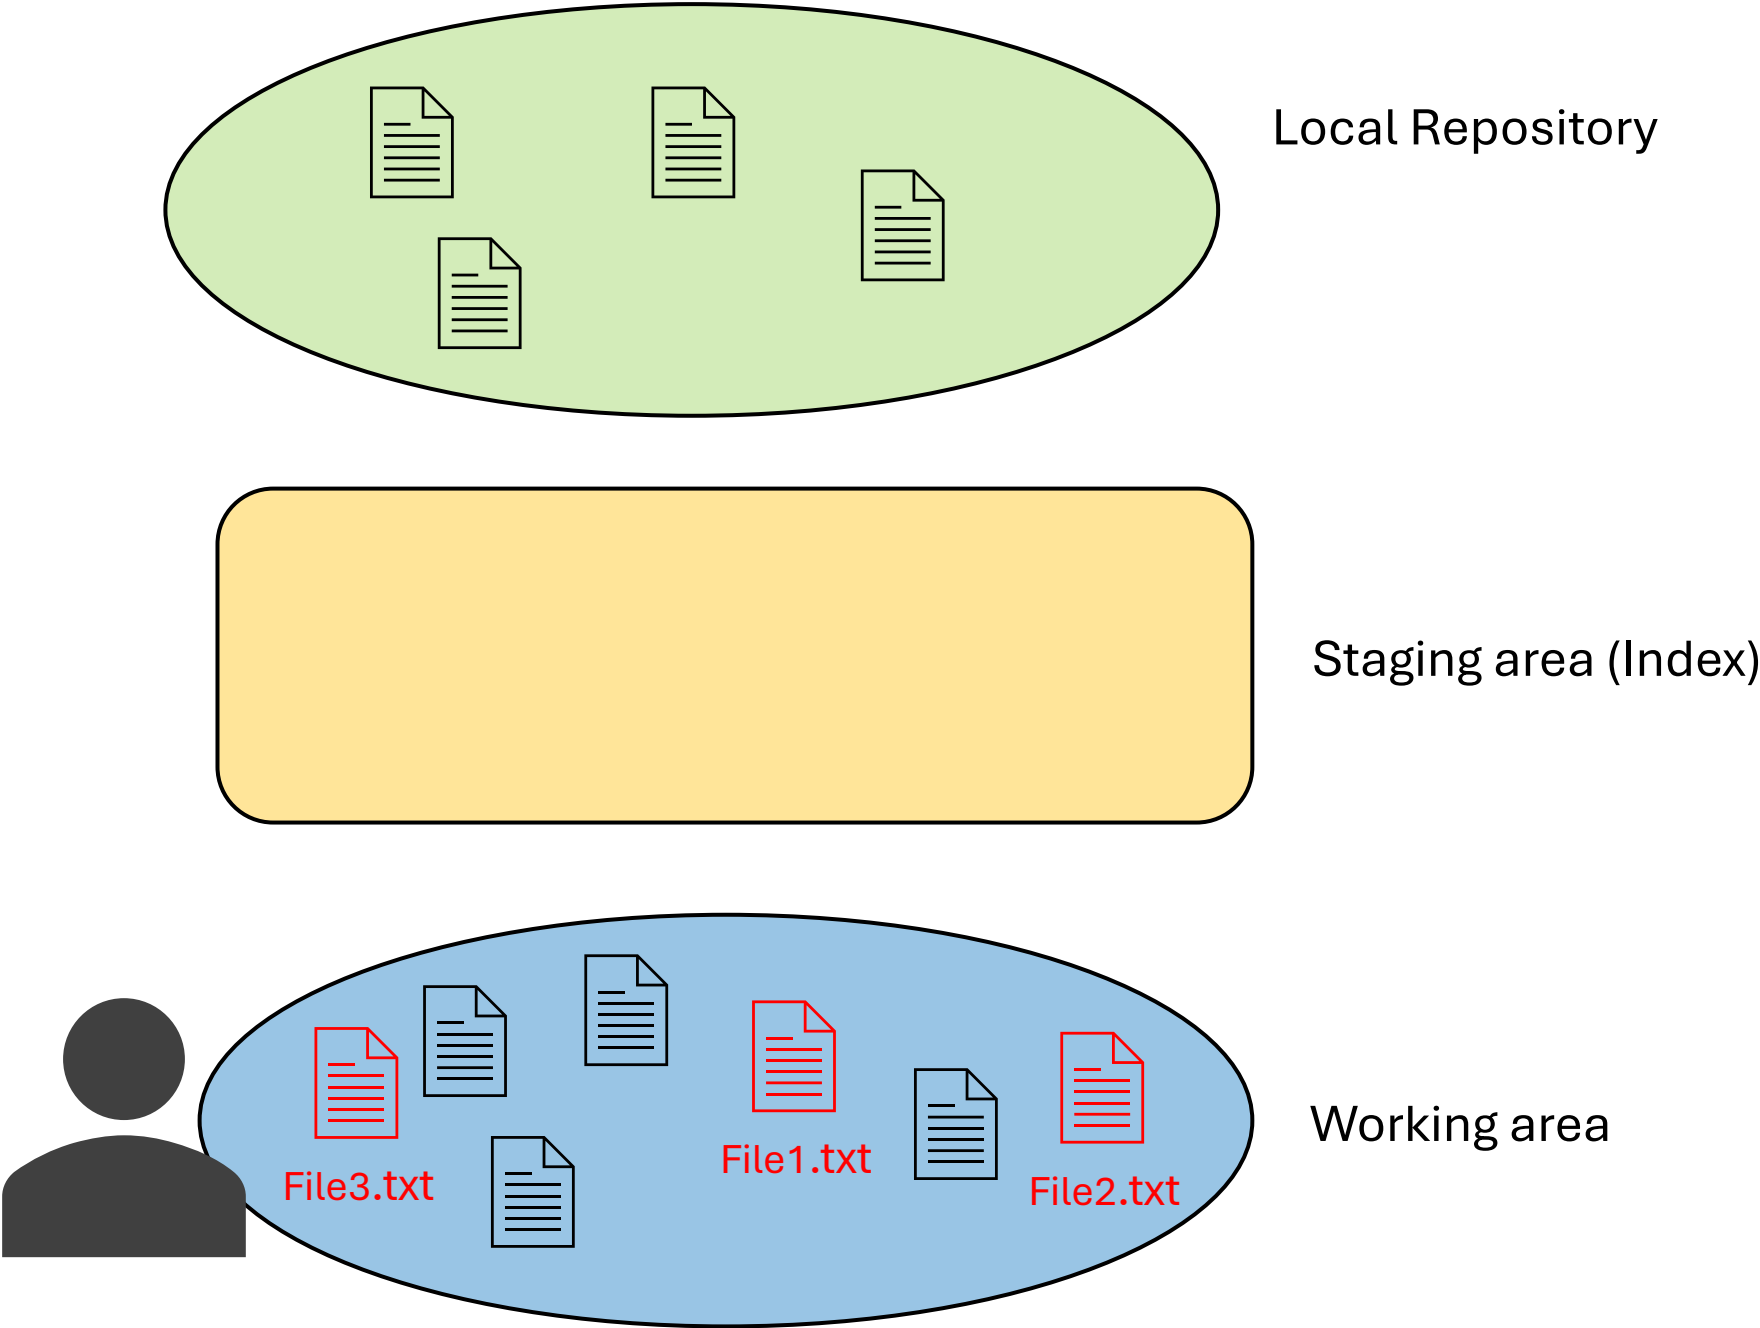 Local Repository
Staging area (Index)
Working area
File3.txt
File1.txt
File2.txt